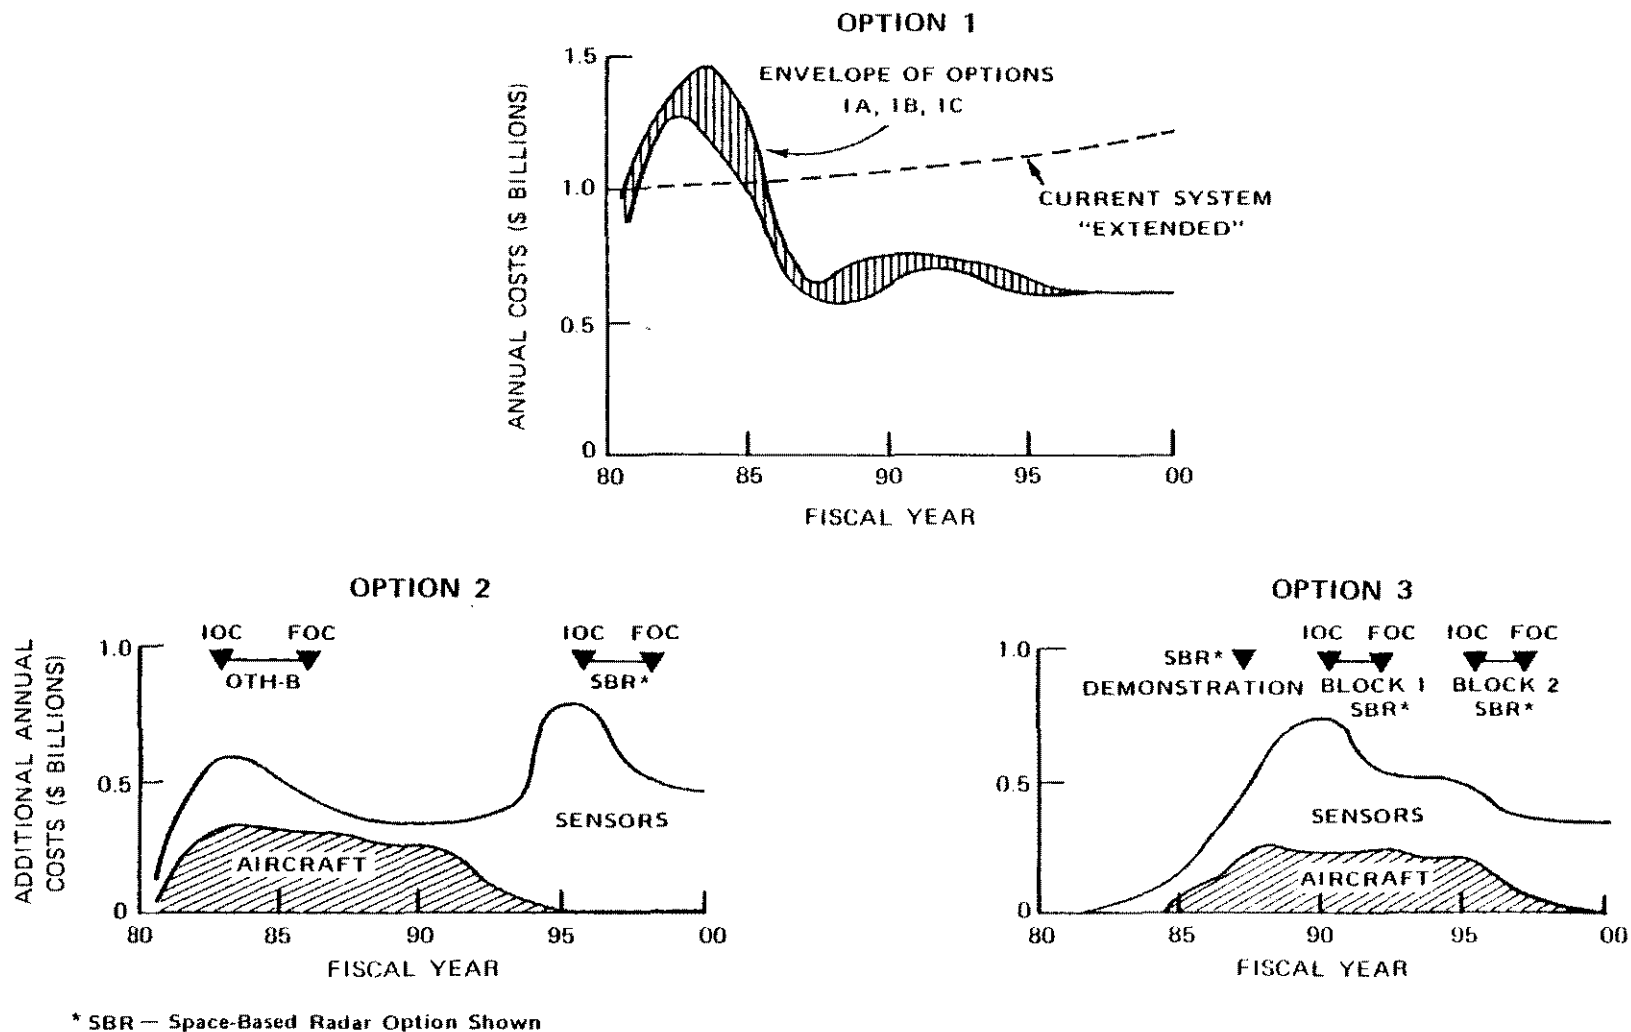 OPTION 1
1.5
ENVELOPE OF OPTIONS
1A, 1B, 1C
1.0
CURRENT SYSTEM
"EXTENDED"
0.5
0
ANNUAL COSTS ($ BILLIONS)
80 85 90 95 00
FISCAL YEAR
OPTION 2
IOC FOC IOC FOC
1.0
OTH-B SBR*
0.5
SENSORS
AIRCRAFT
0
ADDITIONAL ANNUAL
COSTS ($ BILLIONS)
80 85 90 95 00
FISCAL YEAR
OPTION 3
IOC FOC IOC FOC
1.0
SBR*
DEMONSTRATION BLOCK 1 BLOCK 2
SBR* SBR*
0.5
SENSORS
AIRCRAFT
0
80 85 90 95 00
FISCAL YEAR
* SBR — Space-Based Radar Option Shown